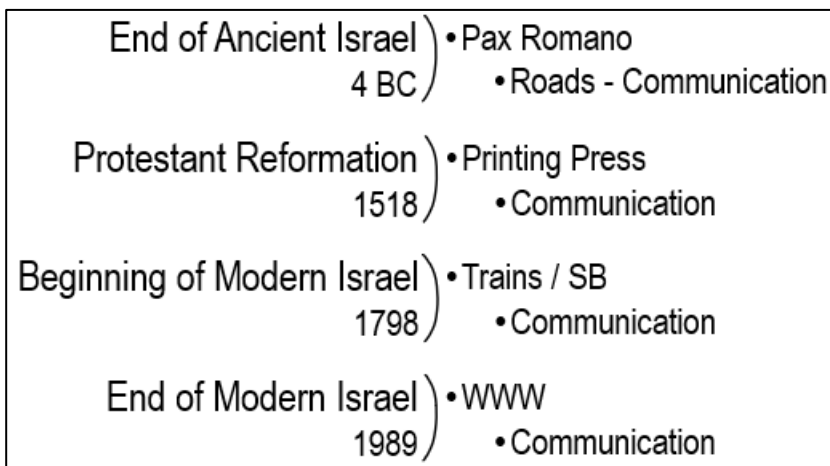 End of Ancient Israel • Pax Romano
4 BC • Roads - Communication
Protestant Reformation • Printing Press
1518 • Communication
Beginning of Modern Israel • Trains / SB
1798 • Communication
End of Modern Israel • WWW
1989 • Communication